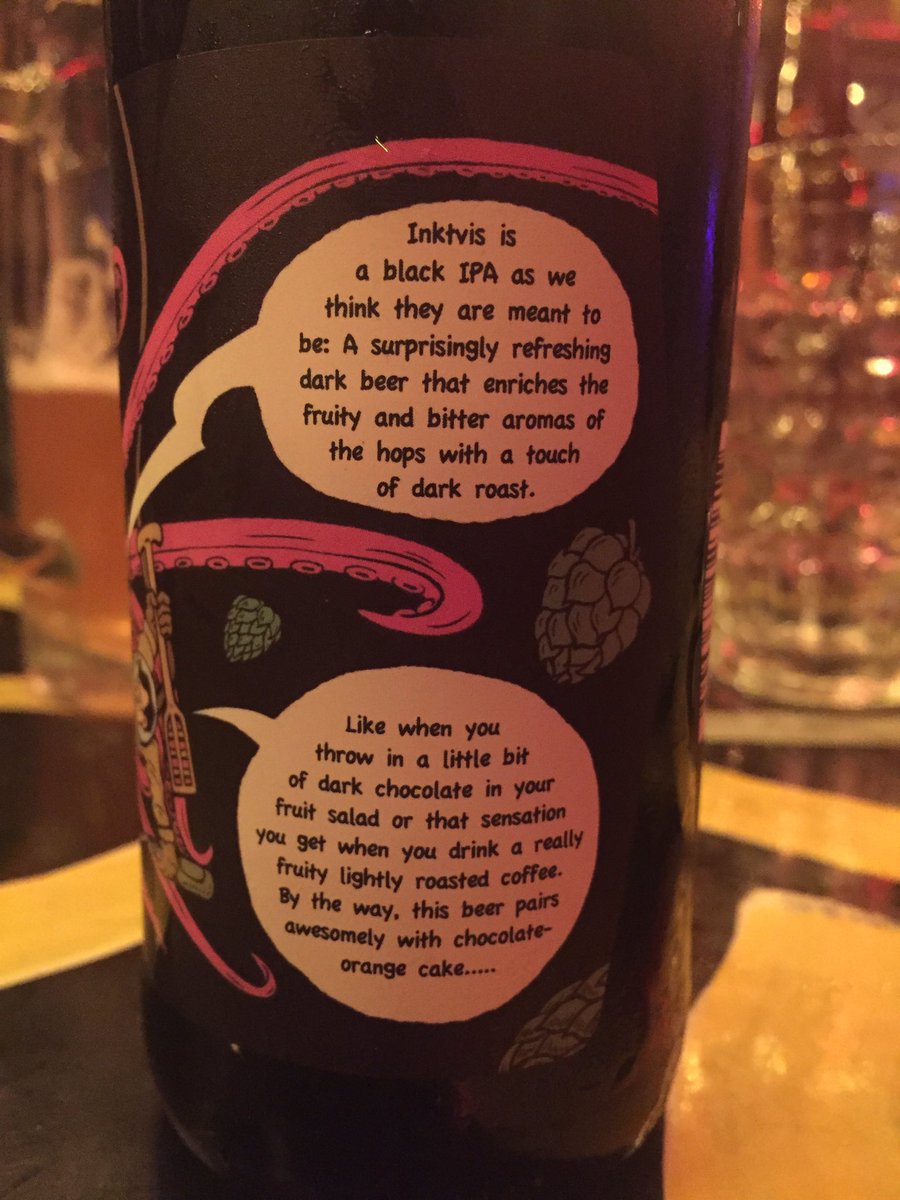 Inktvis is
a black IPA as we
think they are meant to
be: A surprisingly refreshing
dark beer that enriches the
fruity and bitter aromas of
the hops with a touch
of dark roast.
Like when you
throw in a little bit
of dark chocolate in your
fruit salad or that sensation
you get when you drink a really
fruity lightly roasted coffee.
By the way, this beer pairs
awesomely with chocolate-
orange cake.....